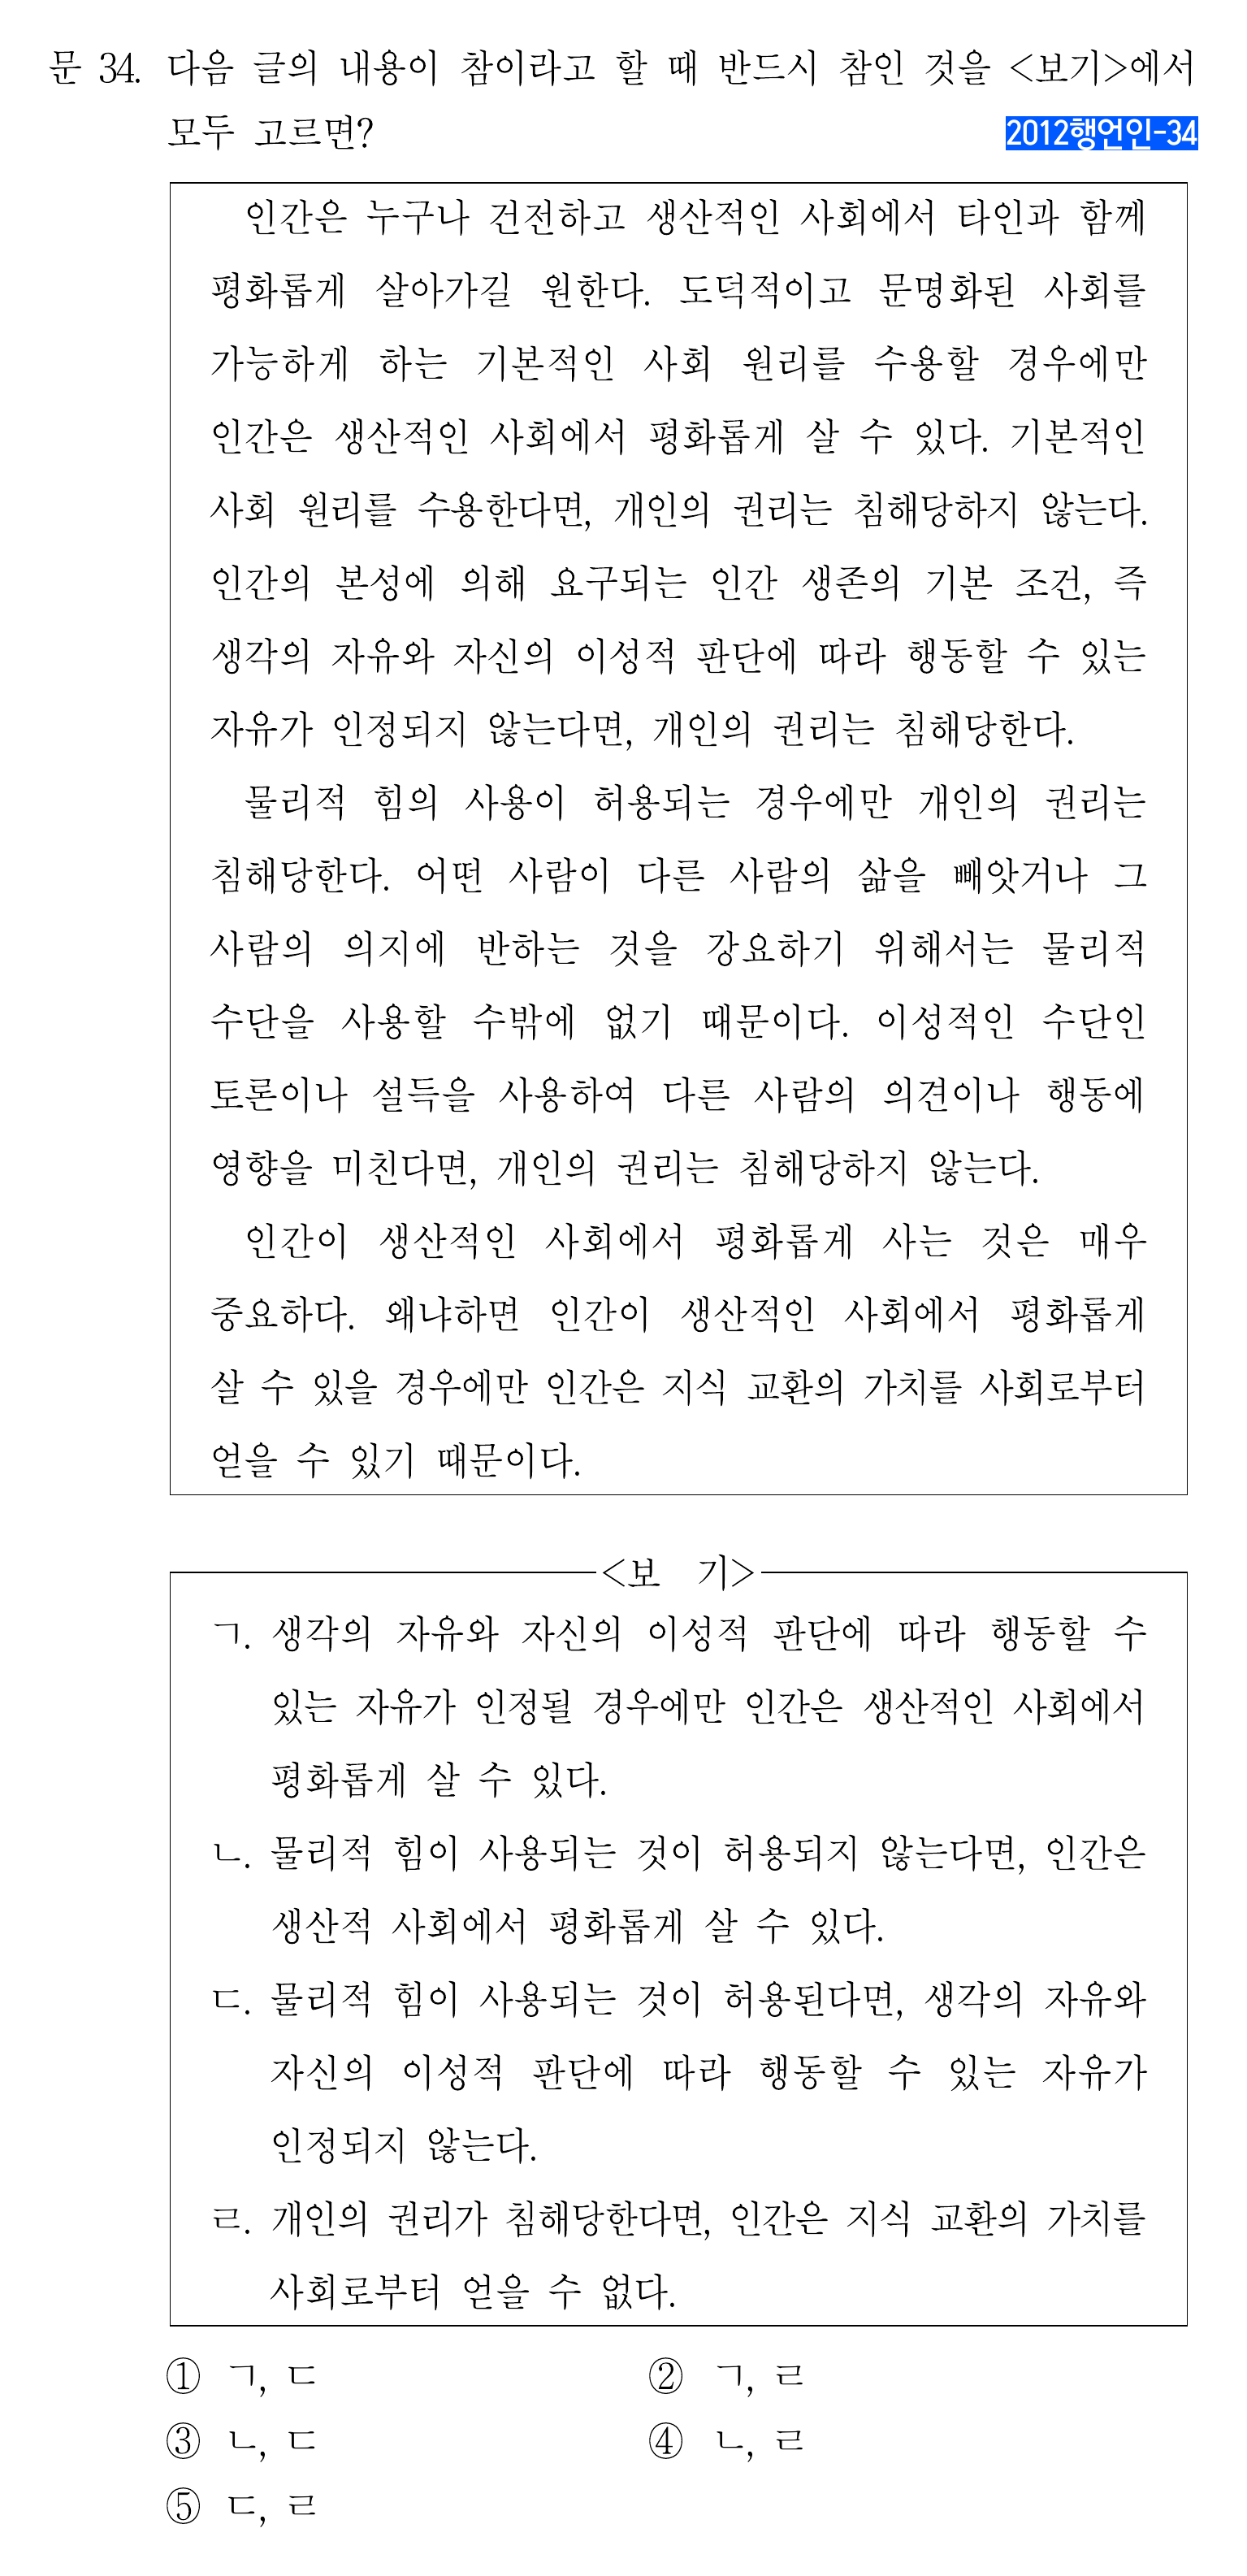 문 34. 다음 글의 내용이 참이라고 할 때 반드시 참인 것을 <보기>에서
모두 고르면?
2012행언인-34
인간은 누구나 건전하고 생산적인 사회에서 타인과 함께
평화롭게 살아가길 원한다. 도덕적이고 문명화된 사회를
가능하게 하는 기본적인 사회 원리를 수용할 경우에만
인간은 생산적인 사회에서 평화롭게 살 수 있다. 기본적인
사회 원리를 수용한다면, 개인의 권리는 침해당하지 않는다.
인간의 본성에 의해 요구되는 인간 생존의 기본 조건, 즉
생각의 자유와 자신의 이성적 판단에 따라 행동할 수 있는
자유가 인정되지 않는다면, 개인의 권리는 침해당한다.
물리적 힘의 사용이 허용되는 경우에만 개인의 권리는
침해당한다. 어떤 사람이 다른 사람의 삶을 빼앗거나 그
사람의 의지에 반하는 것을 강요하기 위해서는 물리적
수단을 사용할 수밖에 없기 때문이다. 이성적인 수단인
토론이나 설득을 사용하여 다른 사람의 의견이나 행동에
영향을 미친다면, 개인의 권리는 침해당하지 않는다.
인간이 생산적인 사회에서 평화롭게 사는 것은 매우
중요하다. 왜냐하면 인간이 생산적인 사회에서 평화롭게
살 수 있을 경우에만 인간은 지식 교환의 가치를 사회로부터
얻을 수 있기 때문이다.
<보 기>
ㄱ. 생각의 자유와 자신의 이성적 판단에 따라 행동할 수
있는 자유가 인정될 경우에만 인간은 생산적인 사회에서
평화롭게 살 수 있다.
ㄴ. 물리적 힘이 사용되는 것이 허용되지 않는다면, 인간은
생산적 사회에서 평화롭게 살 수 있다.
ㄷ. 물리적 힘이 사용되는 것이 허용된다면, 생각의 자유와
자신의 이성적 판단에 따라 행동할 수 있는 자유가
인정되지 않는다.
ㄹ. 개인의 권리가 침해당한다면, 인간은 지식 교환의 가치를
사회로부터 얻을 수 없다.
① ㄱ, ㄷ ② ㄱ, ㄹ
③ ㄴ, ㄷ ④ ㄴ, ㄹ
⑤ ㄷ, ㄹ